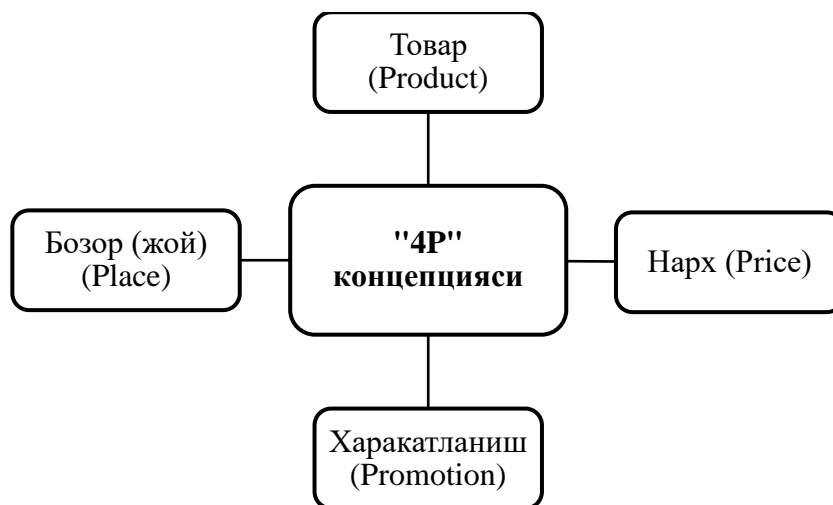 Товар
(Product)
Бозор (жой)
(Place)
"4P"
концепцияси
Нарх (Price)
Харакатланиш
(Promotion)